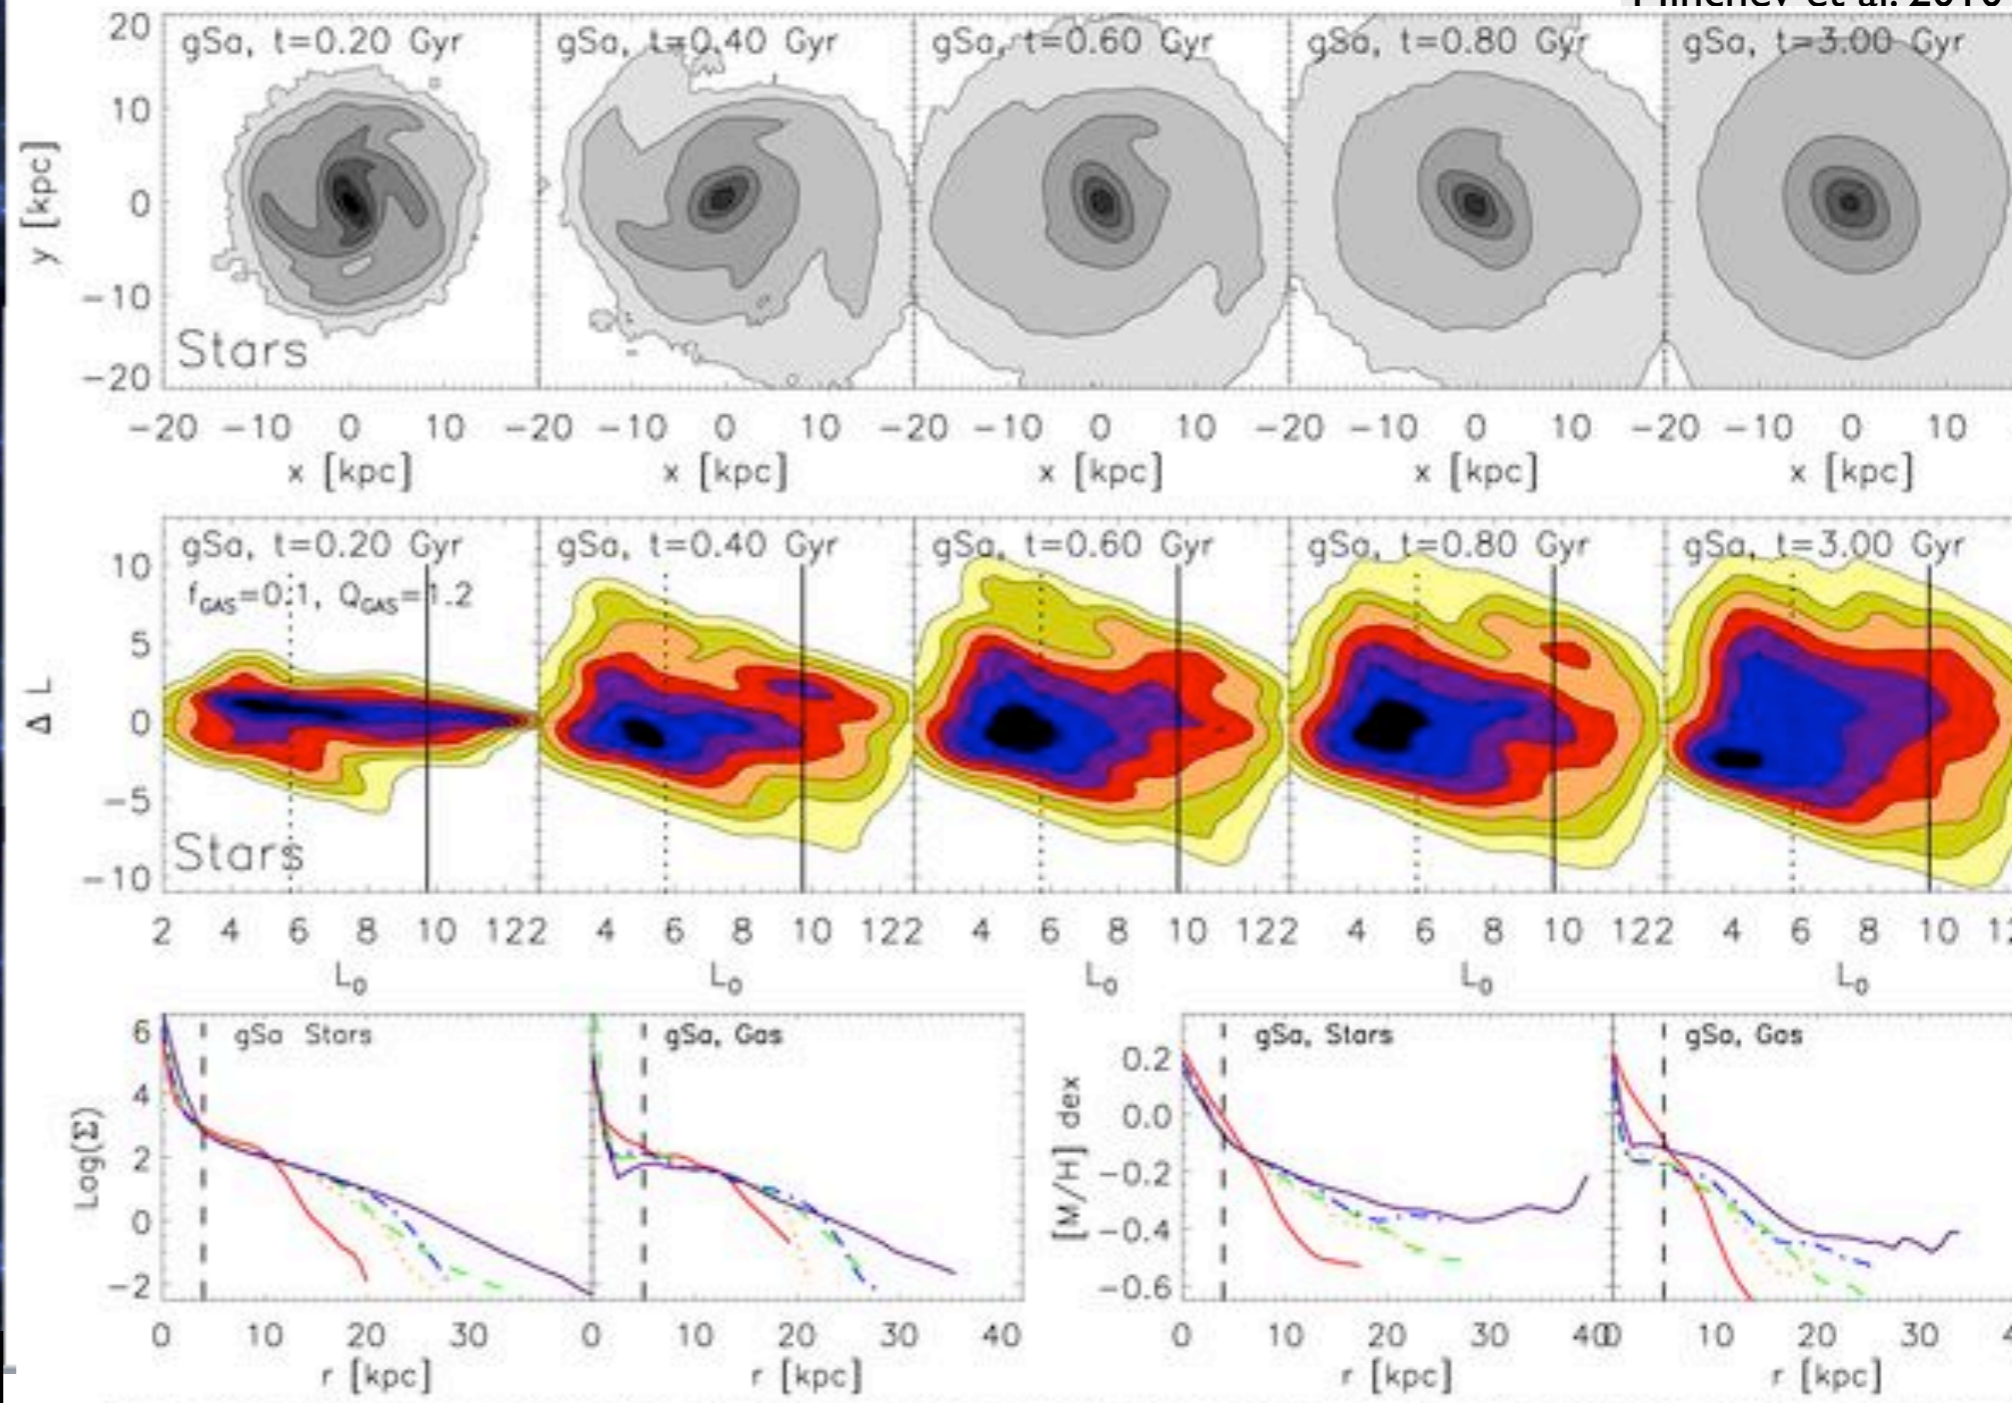 gSa, t=0.20 Gyr
gSa, t=0.40 Gyr
gSa, t=0.60 Gyr
gSa, t=0.80 Gyr
gSa, t=3.00 Gyr
20
10
0
−10
−20
y [kpc]
Stars
−20 −10 0 10 −20 −10 0 10 −20 −10 0 10 −20 −10 0 10 −20 −10 0 10
x [kpc]
x [kpc]
x [kpc]
x [kpc]
x [kpc]
gSa, t=0.20 Gyr
gSa, t=0.40 Gyr
gSa, t=0.60 Gyr
gSa, t=0.80 Gyr
gSa, t=3.00 Gyr
f_GAS=0.1, Q_GAS=1.2
10
5
0
−5
−10
Δ L
Stars
2 4 6 8 10 122 4 6 8 10 122 4 6 8 10 122 4 6 8 10 122 4 6 8 10
L₀
L₀
L₀
L₀
L₀
gSa Stars
gSa, Gas
6
4
2
0
−2
Log(Σ)
0 10 20 30 0 10 20 30 40
r [kpc]
r [kpc]
gSa, Stars
gSa, Gas
0.2
0.0
−0.2
−0.4
−0.6
[M/H] dex
0 10 20 30 40 10 20 30
r [kpc]
r [kpc]